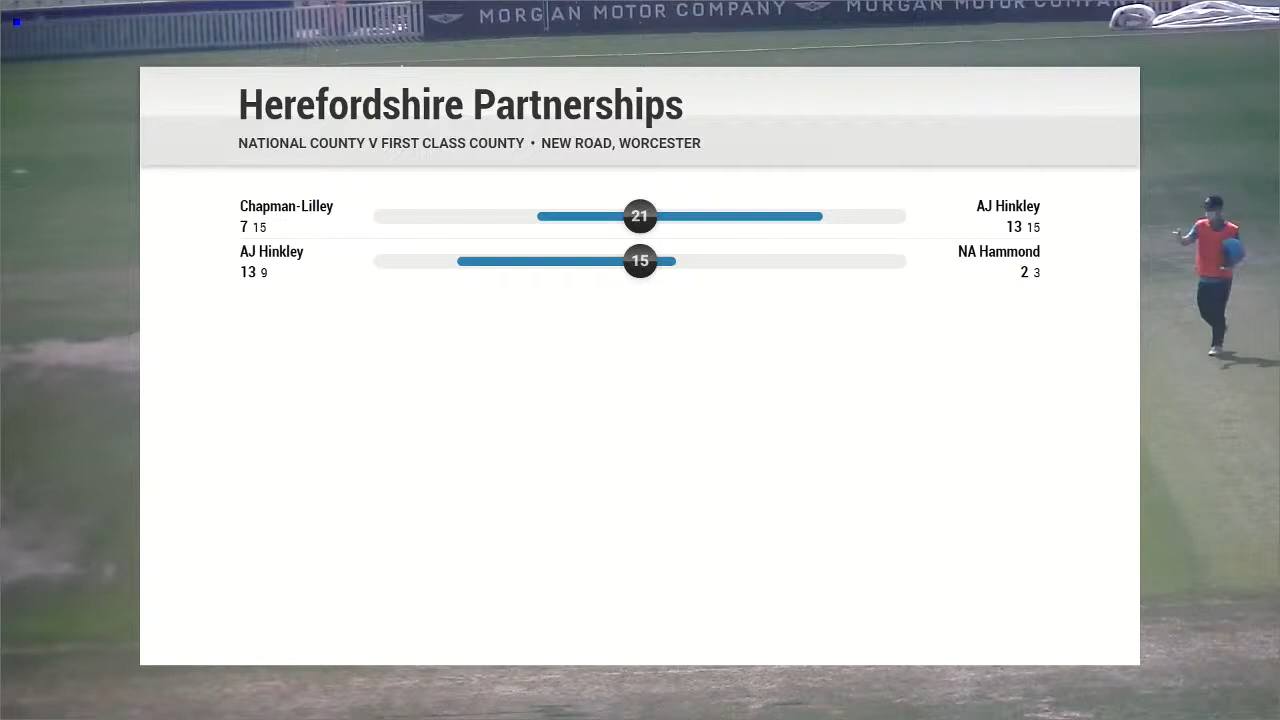 MORGAN MOTOR COMPANY MORGAN MOTOR COMPANY
Herefordshire Partnerships
NATIONAL COUNTY V FIRST CLASS COUNTY • NEW ROAD, WORCESTER
Chapman-Lilley
7 15
21
AJ Hinkley
13 15
AJ Hinkley
13 9
15
NA Hammond
2 3